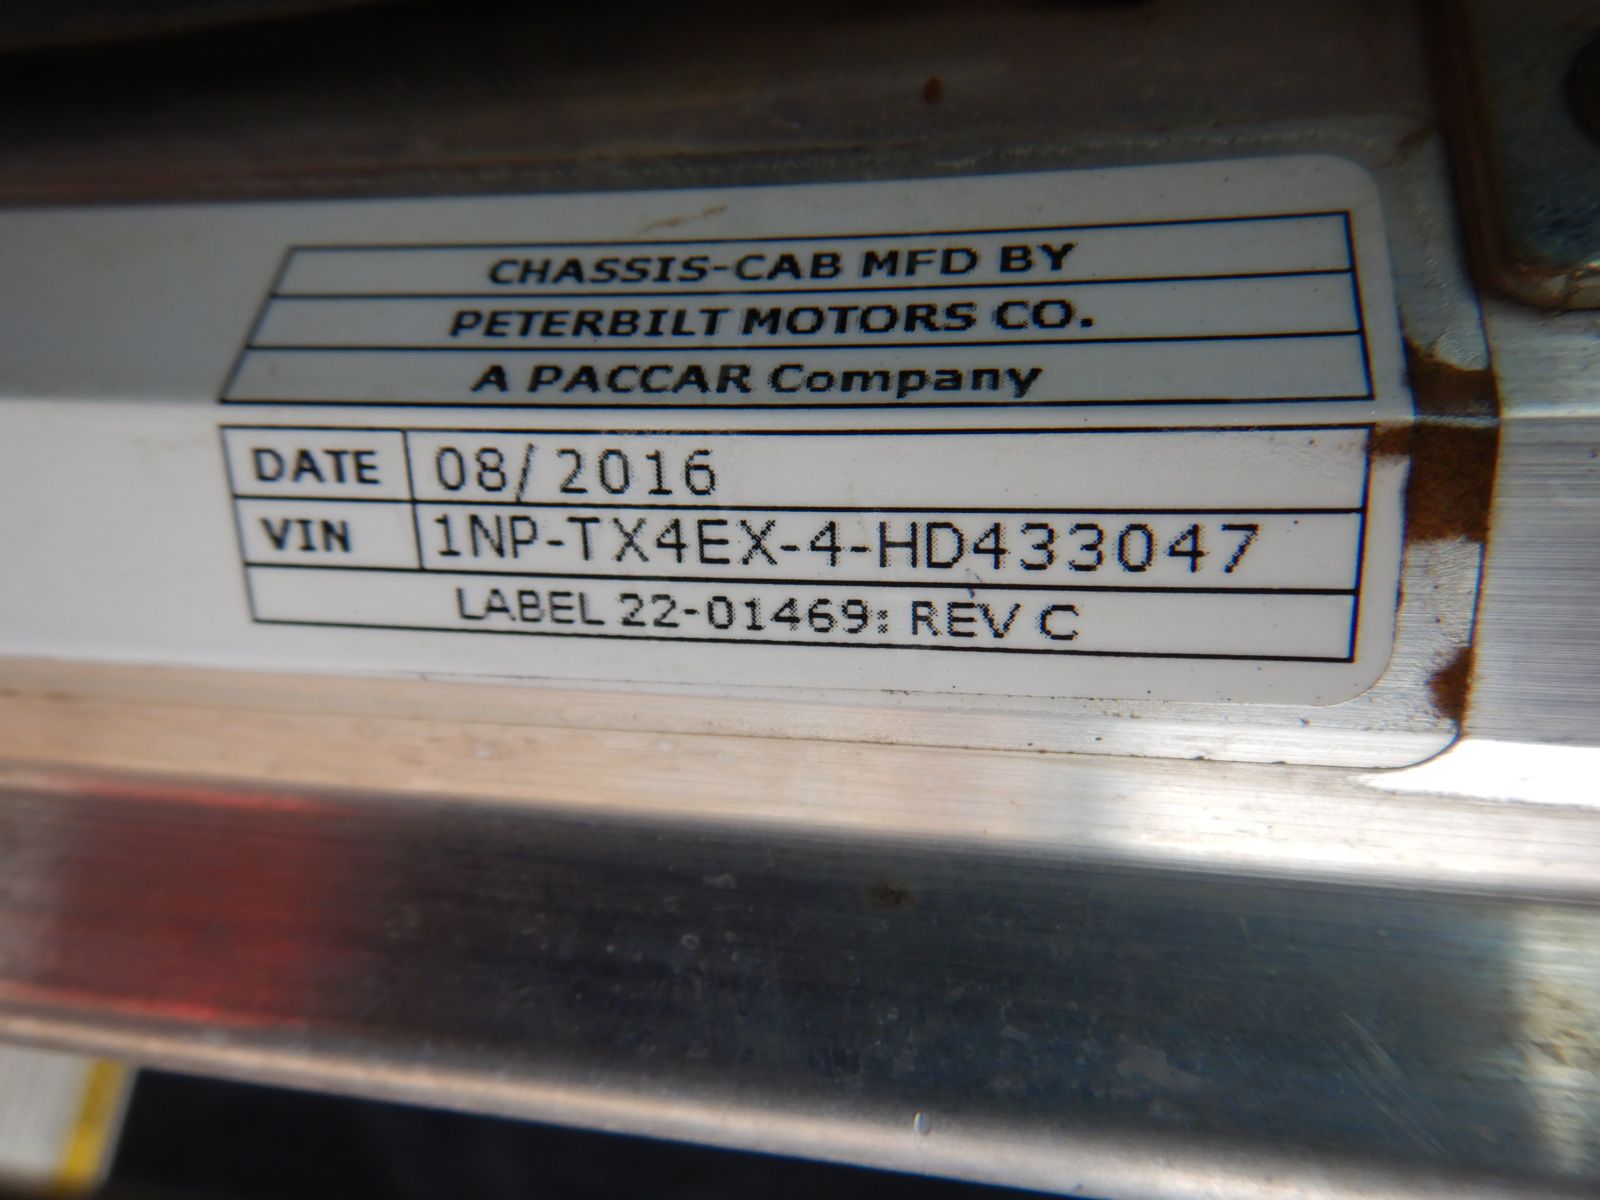 CHASSIS-CAB MFD BY
PETERBILT MOTORS CO.
A PACCAR Company
DATE 08/2016
VIN 1NP-TX4EX-4-HD433047
LABEL 22-01469: REV C